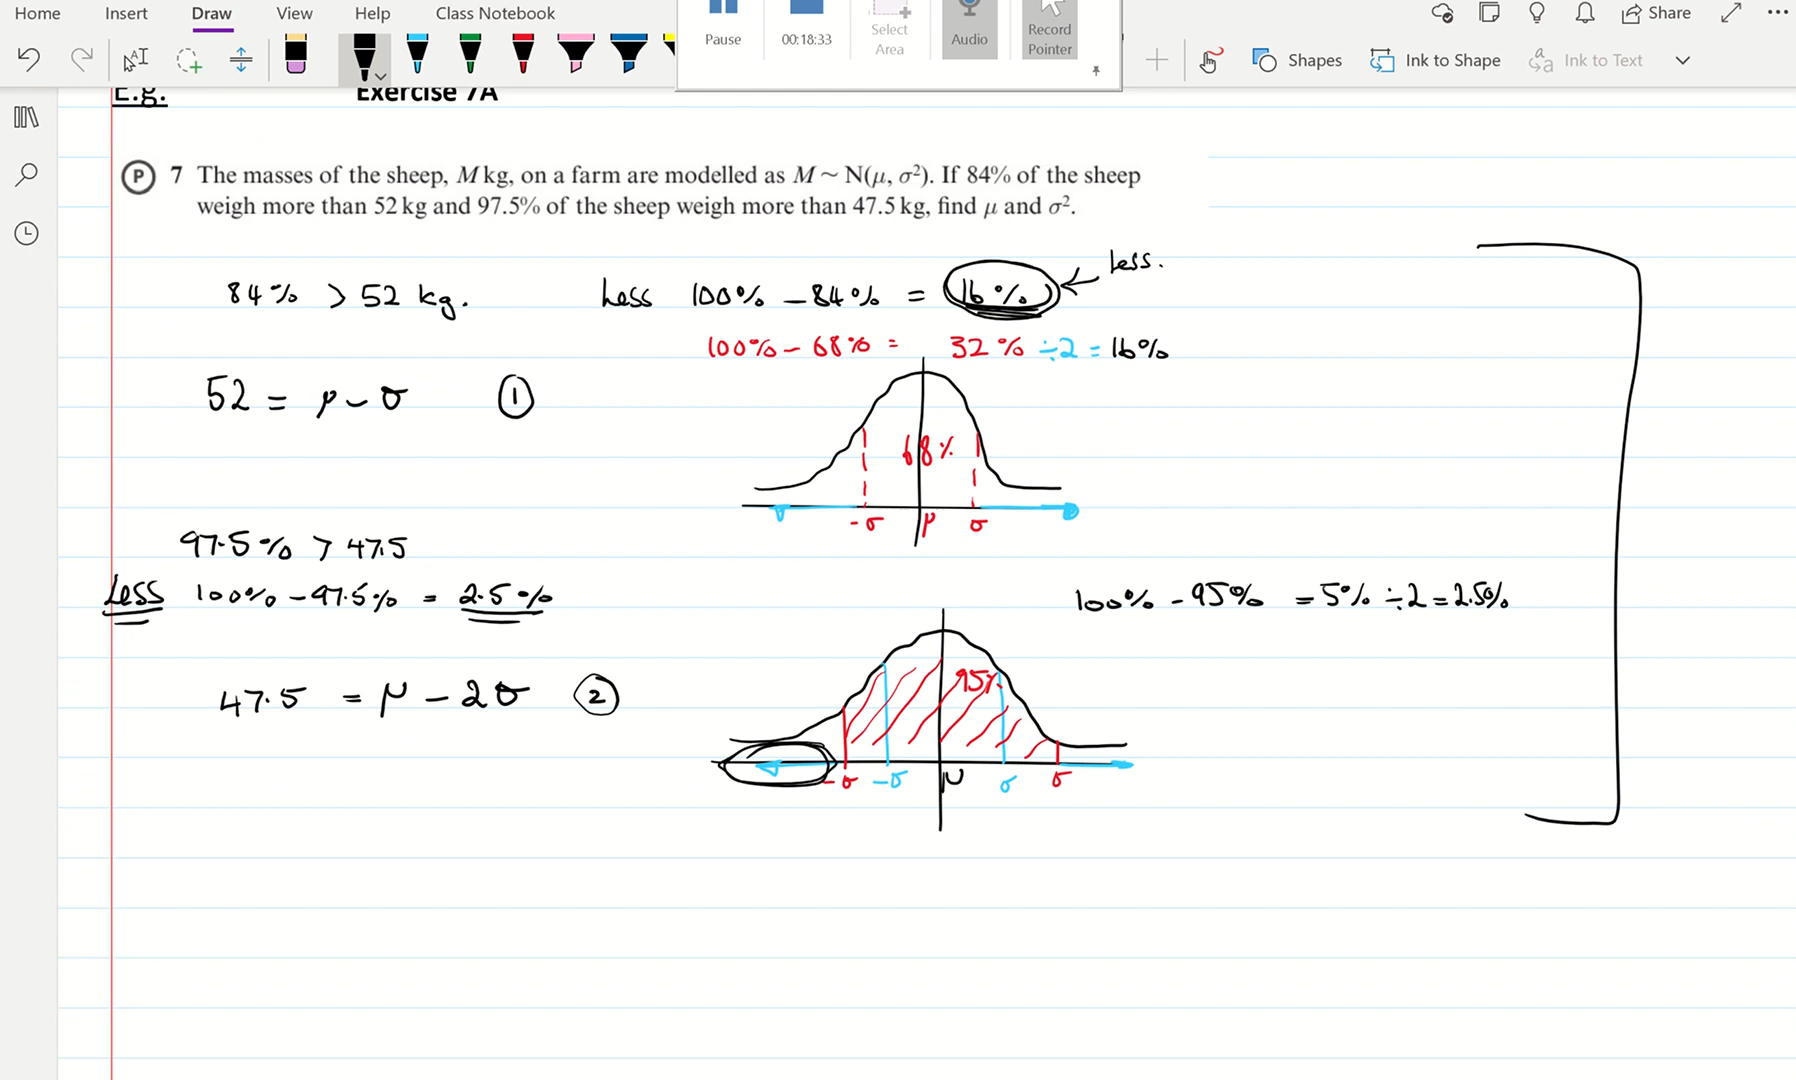 Home Insert Draw View Help Class Notebook
Pause 00:18:33 Select Area Audio Record Pointer
Share
Shapes Ink to Shape Ink to Text
E.g. Exercise 7A
P 7 The masses of the sheep, M kg, on a farm are modelled as M ~ N(μ, σ²). If 84% of the sheep
weigh more than 52 kg and 97.5% of the sheep weigh more than 47.5 kg, find μ and σ².
84% > 52 kg. Less 100% - 84% = 16% ← less.
100% - 68% = 32% ÷2 = 16%
52 = μ - σ ①
68%
-σ μ σ
97.5% > 47.5
Less 100% - 97.5% = 2.5%
100% - 95% = 5% ÷2 = 2.5%
47.5 = μ - 2σ ②
95%
-σ -σ μ σ σ